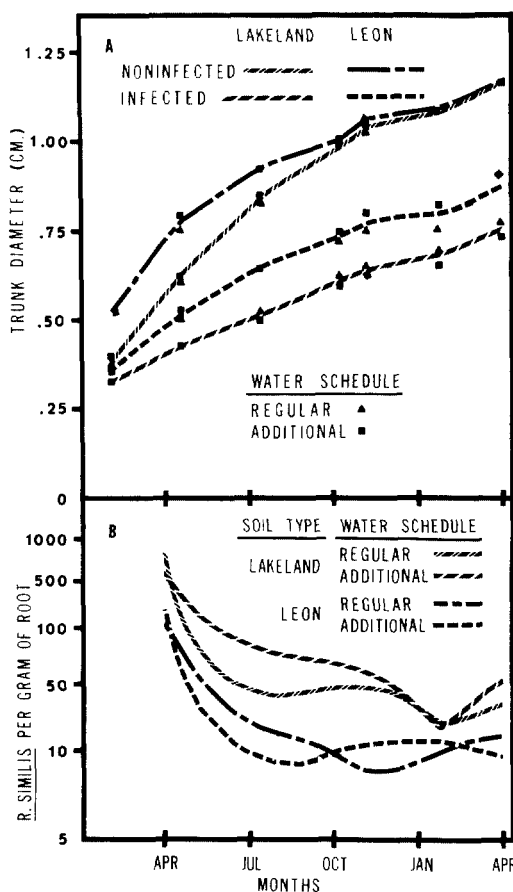 A
LAKELAND LEON
NONINFECTED
INFECTED
1.25
1.00
.75
.50
.25
0
TRUNK DIAMETER (CM.)
WATER SCHEDULE
REGULAR
ADDITIONAL
B
SOIL TYPE WATER SCHEDULE
LAKELAND REGULAR
ADDITIONAL
LEON REGULAR
ADDITIONAL
1000
500
100
50
10
5
R. SIMILIS PER GRAM OF ROOT
APR JUL OCT JAN APR
MONTHS